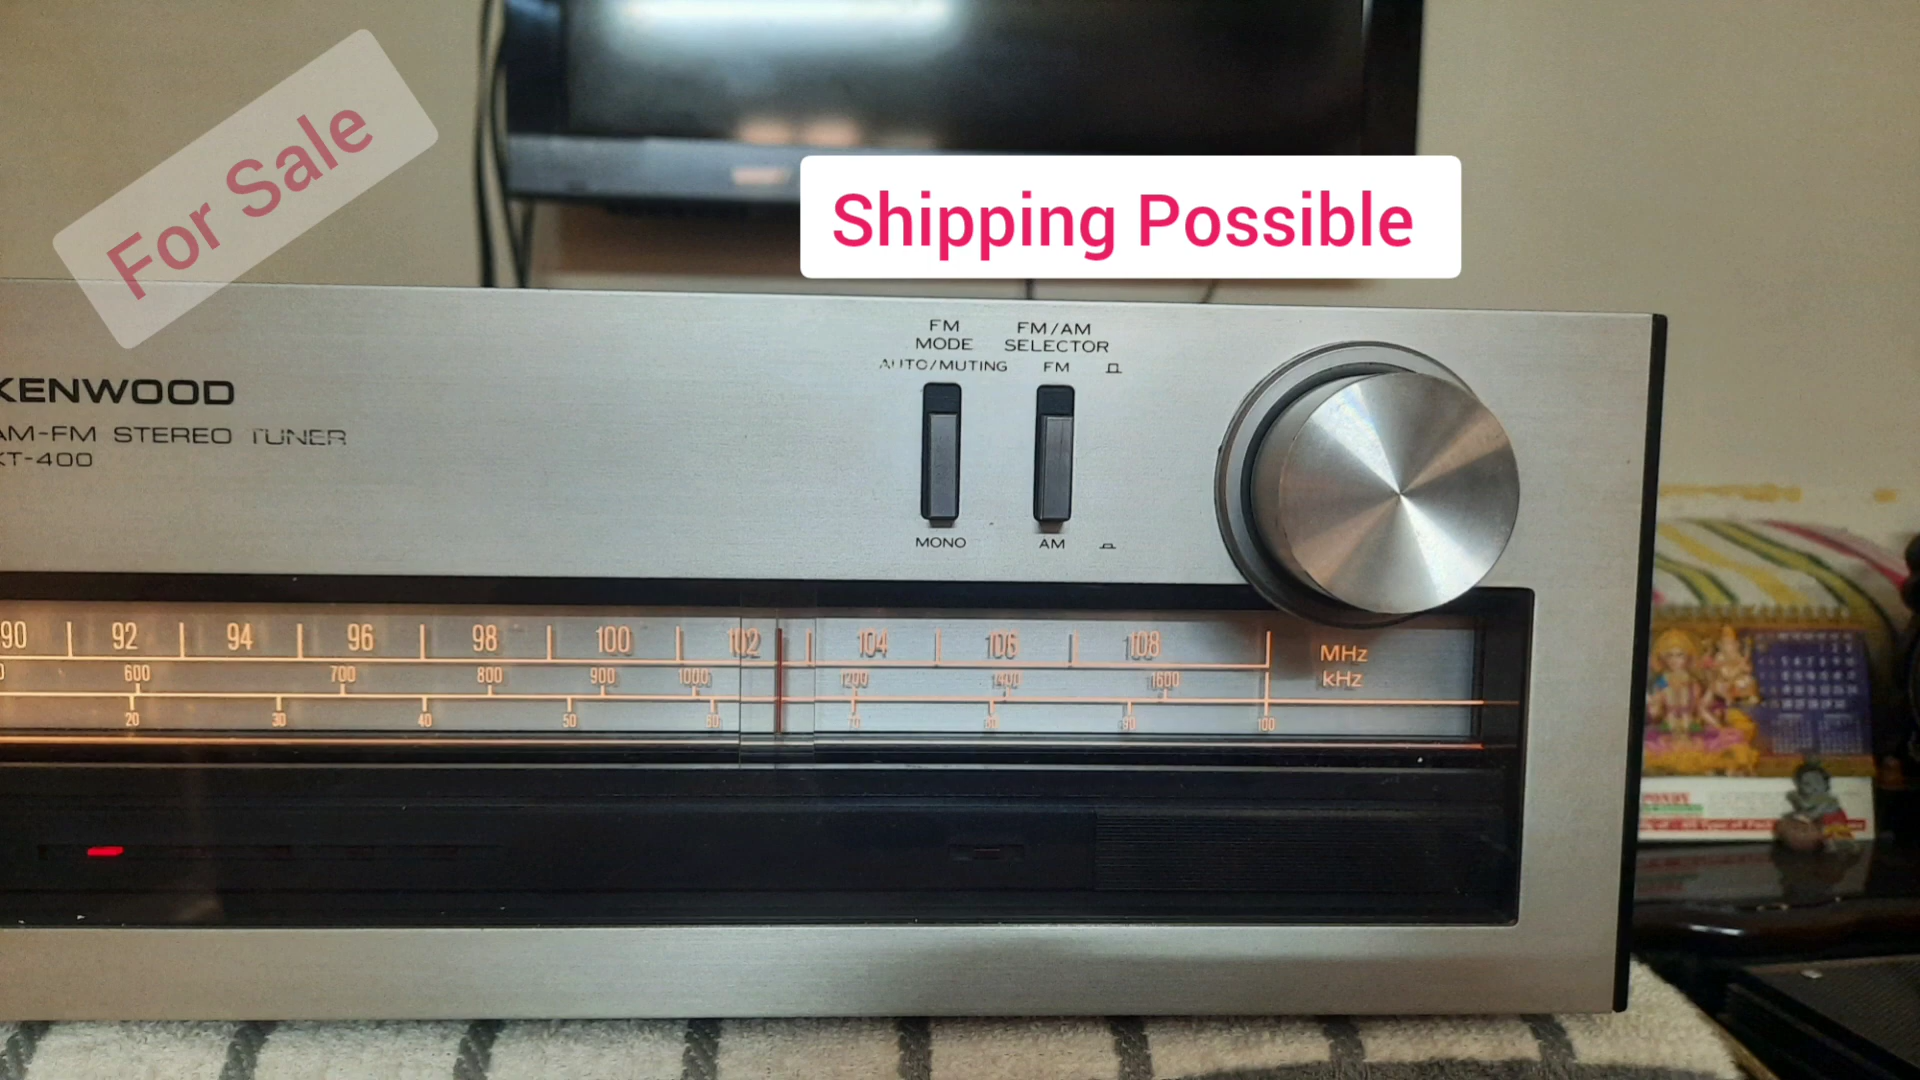 For Sale
Shipping Possible
FM
MODE
AUTO/MUTING
MONO
FM/AM
SELECTOR
FM
AM
KENWOOD
AM-FM STEREO TUNER
KT-400
90 92 94 96 98 100 102 104 106 108 MHz
600 700 800 900 1000 1200 1400 1600 kHz
20 30 40 50 60 70 80 90 100